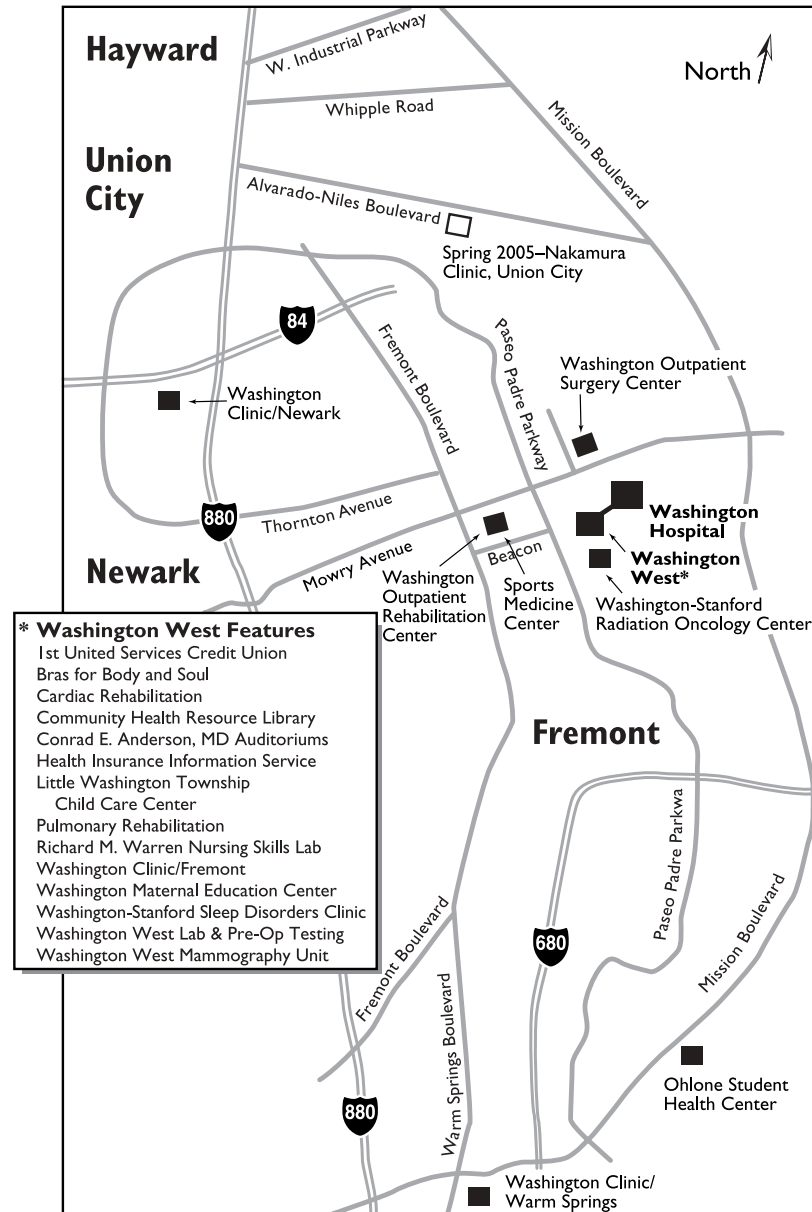 Hayward
W. Industrial Parkway
North
Whipple Road
Mission Boulevard
Union
City
Alvarado-Niles Boulevard
Spring 2005–Nakamura
Clinic, Union City
84
Fremont Boulevard
Paseo Padre Parkway
Washington Outpatient
Surgery Center
Washington
Clinic/Newark
880
Thornton Avenue
Mowry Avenue
Newark
Beacon
Washington
Outpatient
Rehabilitation
Center
Sports
Medicine
Center
Washington
Hospital
Washington
West*
Washington-Stanford
Radiation Oncology Center
* Washington West Features
1st United Services Credit Union
Bras for Body and Soul
Cardiac Rehabilitation
Community Health Resource Library
Conrad E. Anderson, MD Auditoriums
Health Insurance Information Service
Little Washington Township
Child Care Center
Pulmonary Rehabilitation
Richard M. Warren Nursing Skills Lab
Washington Clinic/Fremont
Washington Maternal Education Center
Washington-Stanford Sleep Disorders Clinic
Washington West Lab & Pre-Op Testing
Washington West Mammography Unit
Fremont
Paseo Padre Parkwa
680
Mission Boulevard
Fremont Boulevard
Warm Springs Boulevard
880
Ohlone Student
Health Center
Washington Clinic/
Warm Springs